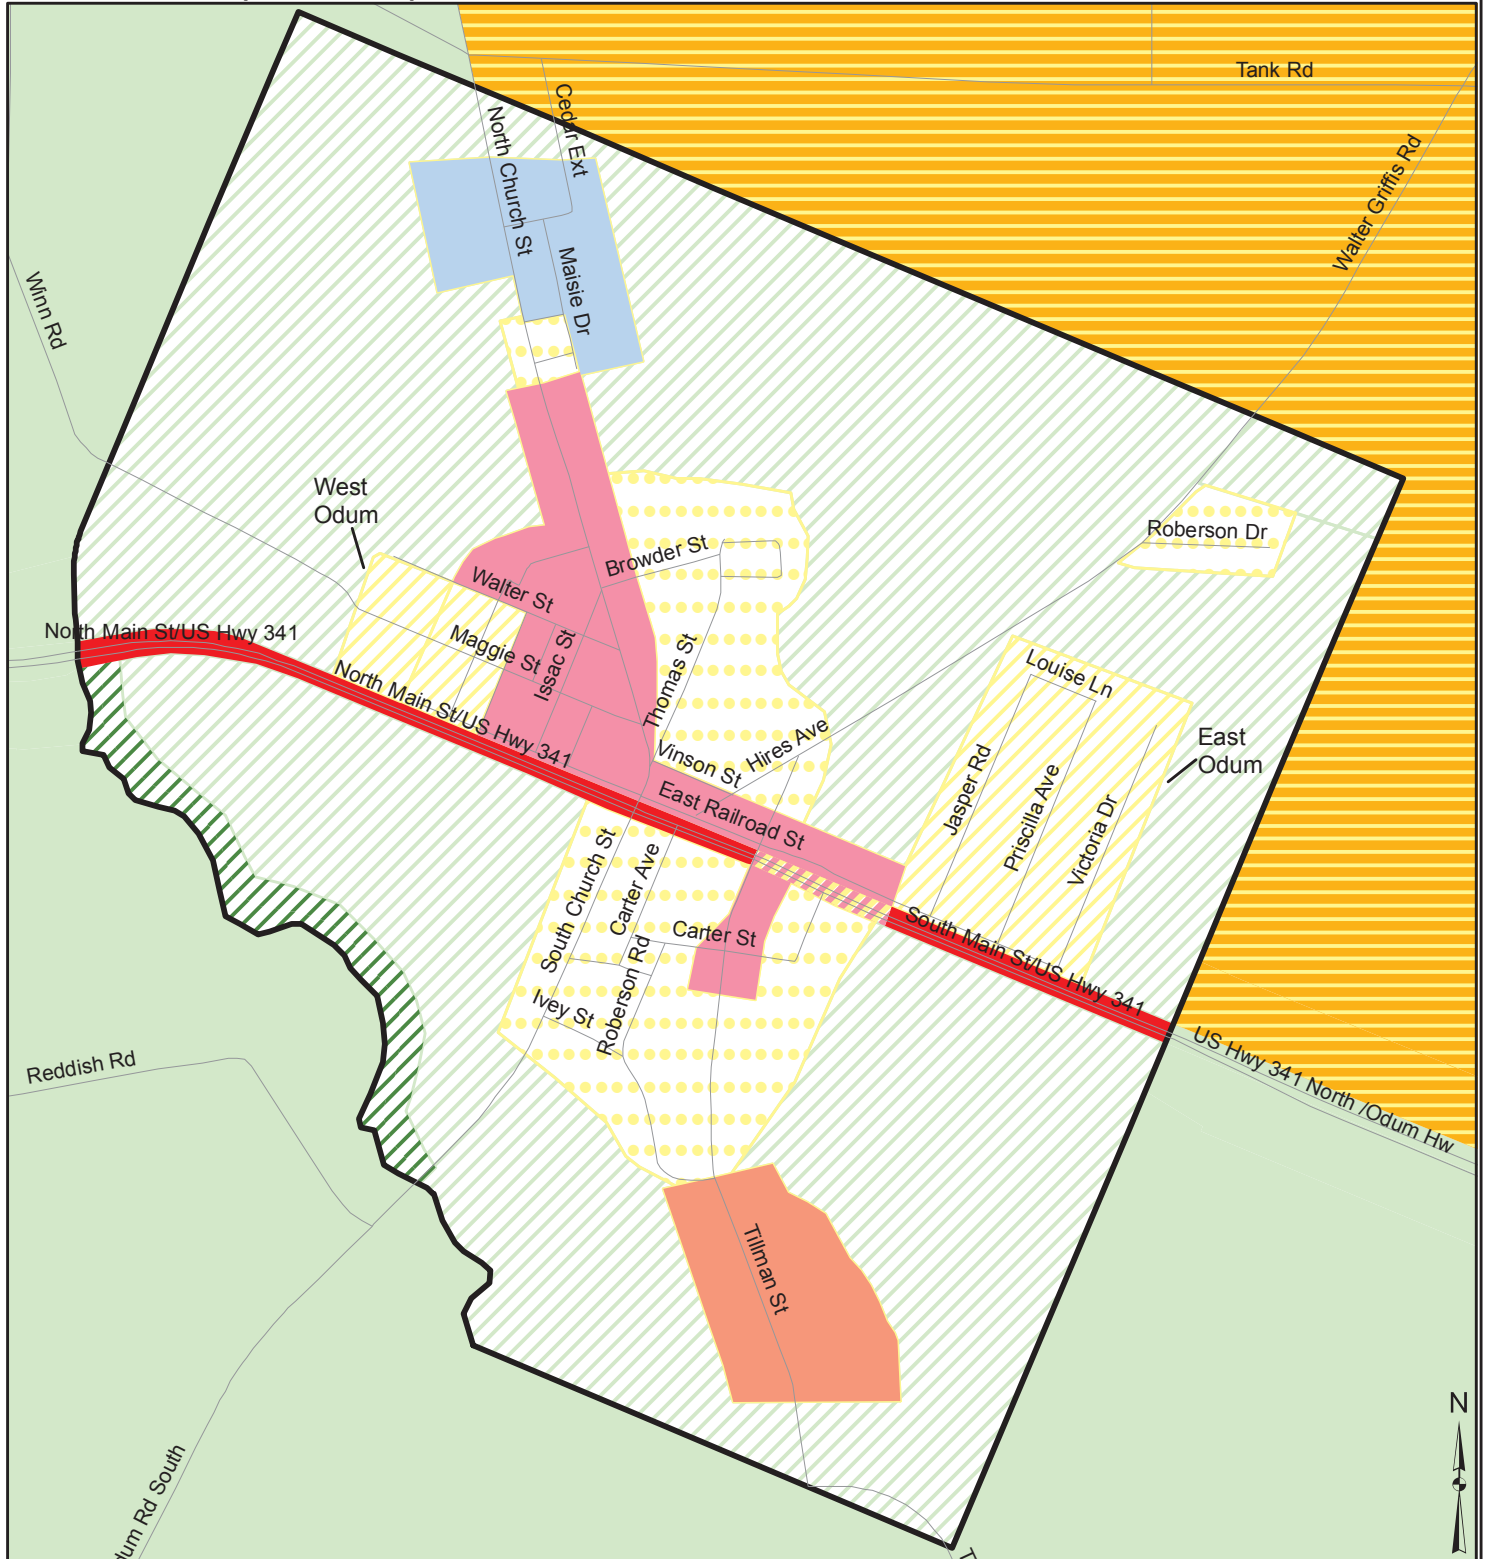 Tank Rd
Cedar Ext
North Church St
Walter Griffis Rd
Maisie Dr
Winn Rd
West
Odum
Roberson Dr
Browder St
Walter St
North Main St/US Hwy 341
Maggie St
Issac St
Thomas St
Louise Ln
North Main St/US Hwy 341
Vinson St
Hires Ave
East
Odum
Jasper Rd
Priscilla Ave
Victoria Dr
East Railroad St
South Church St
Carter Ave
Carter St
South Main St/US Hwy 341
Roberson Rd
Ivey St
US Hwy 341 North /Odum Hw
Reddish Rd
Tillman St
N
dum Rd South